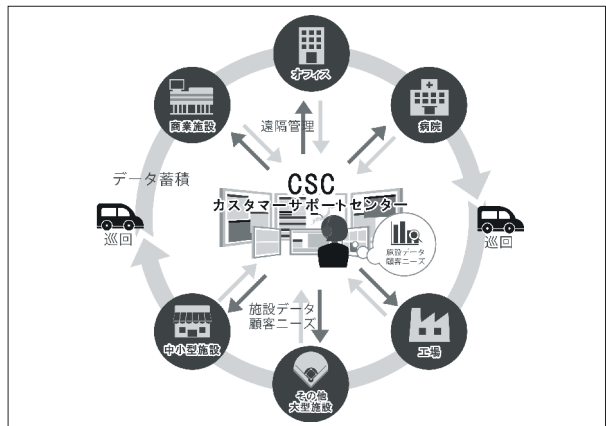 オフィス
商業施設
病院
遠隔管理
データ蓄積
CSC
カスタマーサポートセンター
巡回
巡回
施設データ
顧客ニーズ
施設データ
顧客ニーズ
中小型施設
工場
その他
大型施設